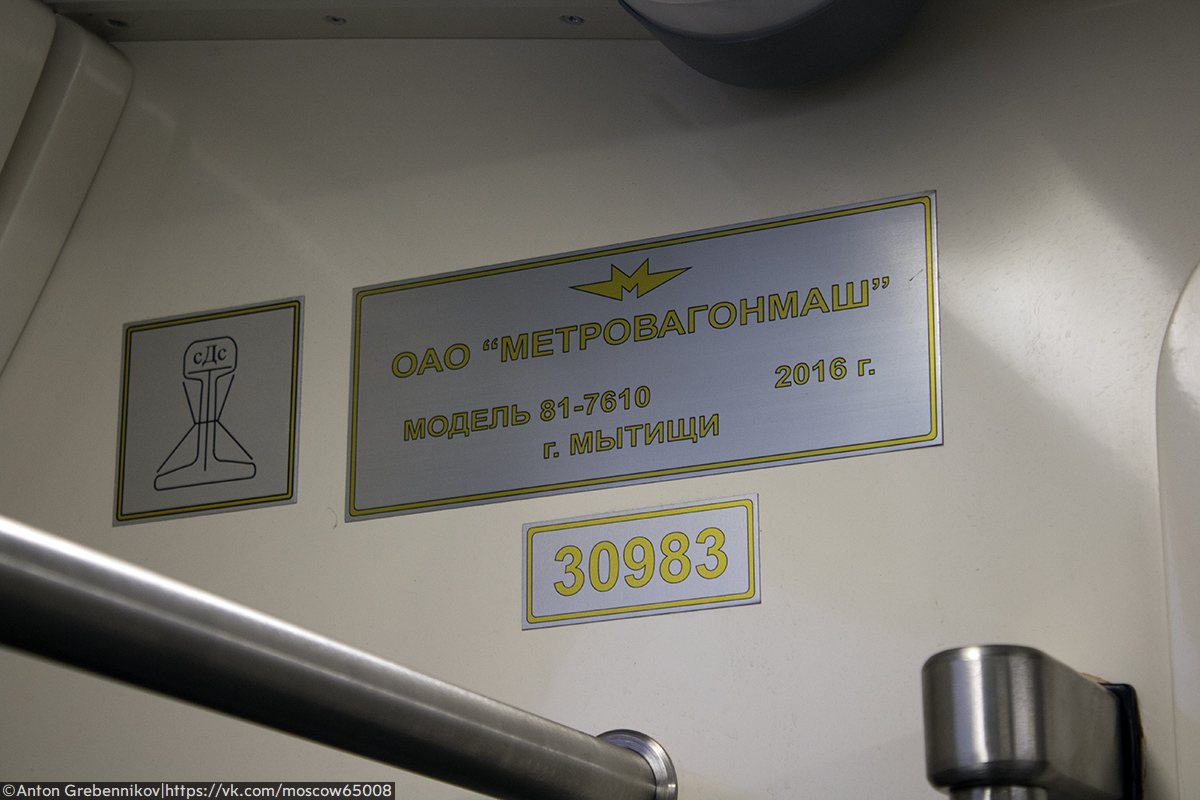 сДс
ОАО “МЕТРОВАГОНМАШ”
МОДЕЛЬ 81-7610 2016 г.
г. МЫТИЩИ
30983
©Anton Grebennikov|https://vk.com/moscow65008